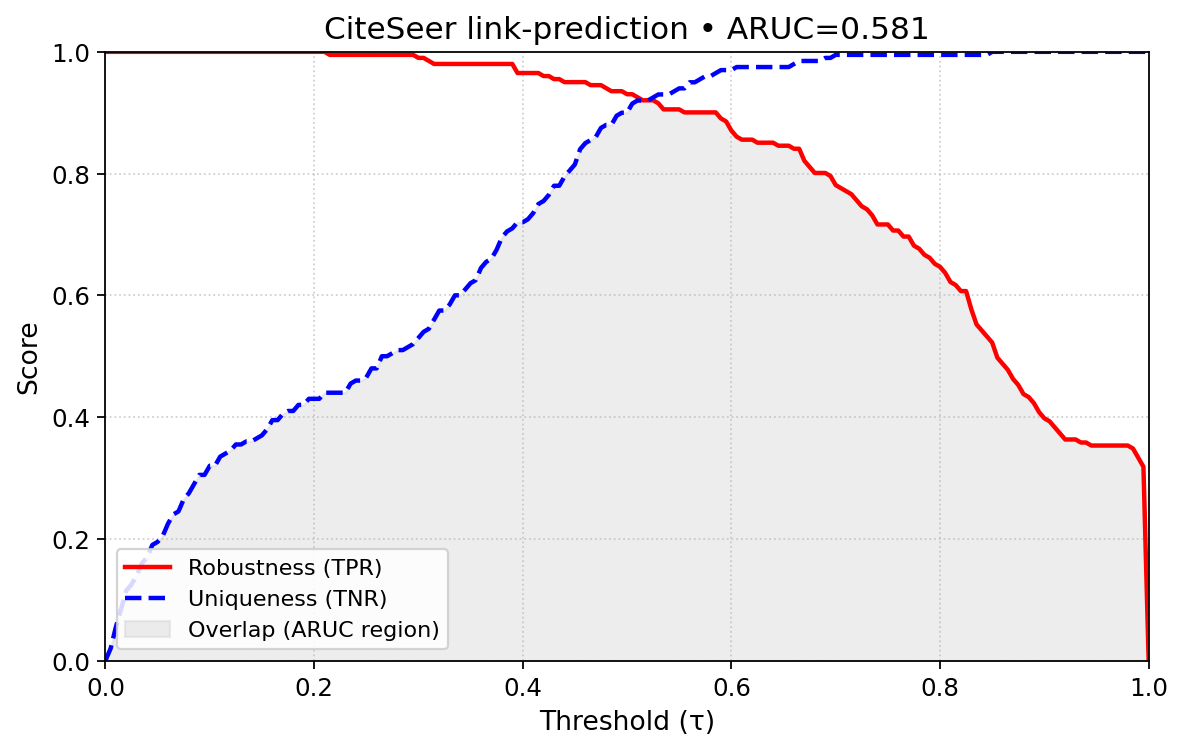 CiteSeer link-prediction • ARUC=0.581
1.0
0.8
0.6
0.4
0.2
0.0
Score
Robustness (TPR)
Uniqueness (TNR)
Overlap (ARUC region)
0.0 0.2 0.4 0.6 0.8 1.0
Threshold (τ)